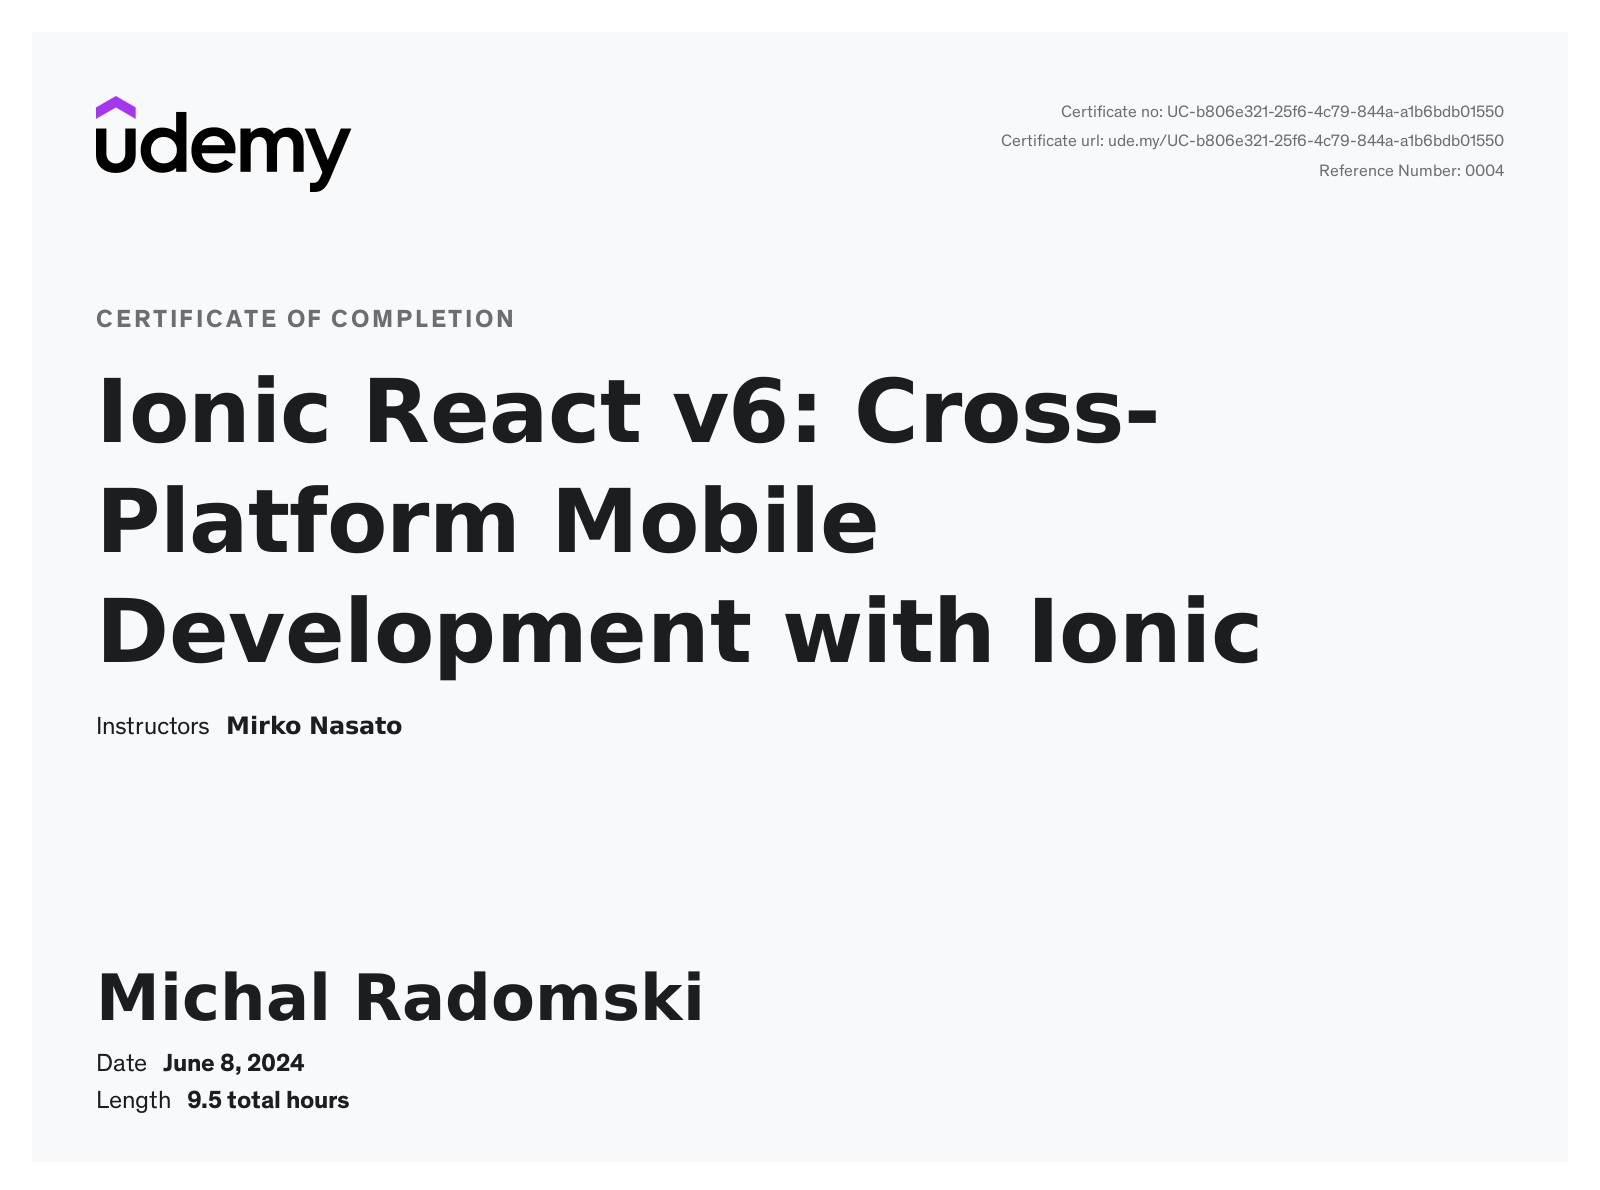 udemy
Certificate no: UC-b806e321-25f6-4c79-844a-a1b6bdb01550
Certificate url: ude.my/UC-b806e321-25f6-4c79-844a-a1b6bdb01550
Reference Number: 0004
CERTIFICATE OF COMPLETION
Ionic React v6: Cross-
Platform Mobile
Development with Ionic
Instructors Mirko Nasato
Michal Radomski
Date June 8, 2024
Length 9.5 total hours